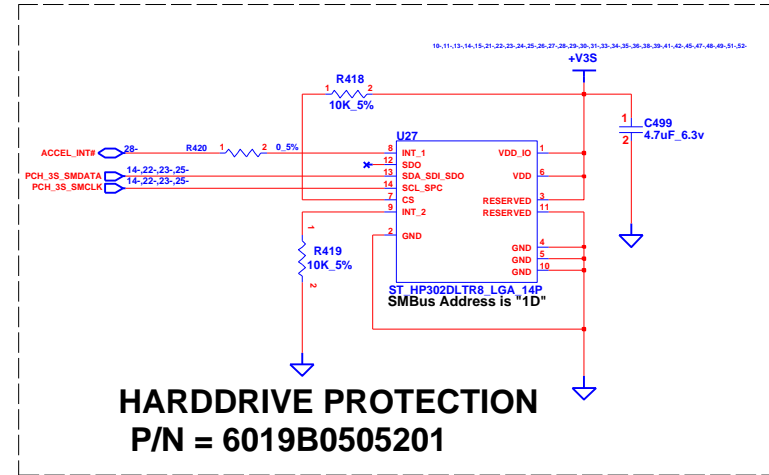 10-,11-,13-,14-,15-,21-,22-,23-,24-,25-,26-,27-,28-,29-,30-,31-,33-,34-,35-,36-,38-,39-,41-,42-,45-,47-,48-,49-,51-,52-
+V3S
R418
1 2
10K_5%
C499
1
4.7uF_6.3v
2
U27
ACCEL_INT# 28- R420 1 2 0_5% 8 INT_1 VDD_IO 1
12 SDO
PCH_3S_SMDATA 14-,22-,23-,25- 13 SDA_SDI_SDO VDD 6
PCH_3S_SMCLK 14-,22-,23-,25- 14 SCL_SPC
7 CS RESERVED 3
9 INT_2 RESERVED 11
2 GND
GND 4
GND 5
GND 10
1
R419
10K_5%
2
ST_HP302DLTR8_LGA_14P
SMBus Address is "1D"
HARDDRIVE PROTECTION
P/N = 6019B0505201